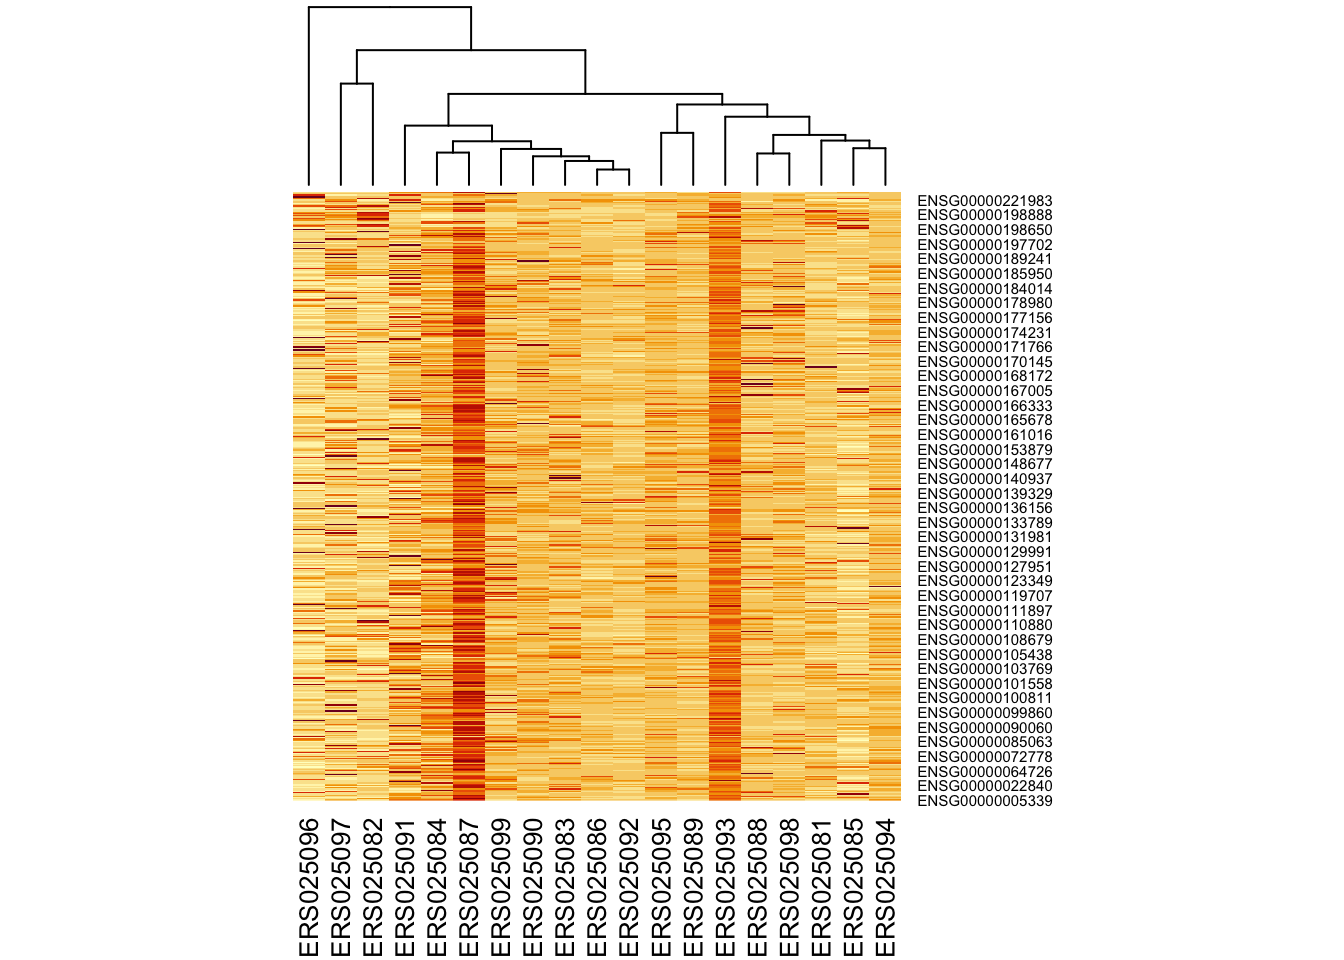 ENSG00000221983
ENSG00000198888
ENSG00000198650
ENSG00000197702
ENSG00000189241
ENSG00000185950
ENSG00000184014
ENSG00000178980
ENSG00000177156
ENSG00000174231
ENSG00000171766
ENSG00000170145
ENSG00000168172
ENSG00000167005
ENSG00000166333
ENSG00000165678
ENSG00000161016
ENSG00000153879
ENSG00000148677
ENSG00000140937
ENSG00000139329
ENSG00000136156
ENSG00000133789
ENSG00000131981
ENSG00000129991
ENSG00000127951
ENSG00000123349
ENSG00000119707
ENSG00000111897
ENSG00000110880
ENSG00000108679
ENSG00000105438
ENSG00000103769
ENSG00000101558
ENSG00000100811
ENSG00000099860
ENSG00000090060
ENSG00000085063
ENSG00000072778
ENSG00000064726
ENSG00000022840
ENSG00000005339
ERS025096
ERS025097
ERS025082
ERS025091
ERS025084
ERS025087
ERS025099
ERS025090
ERS025083
ERS025086
ERS025092
ERS025095
ERS025089
ERS025093
ERS025088
ERS025098
ERS025081
ERS025085
ERS025094